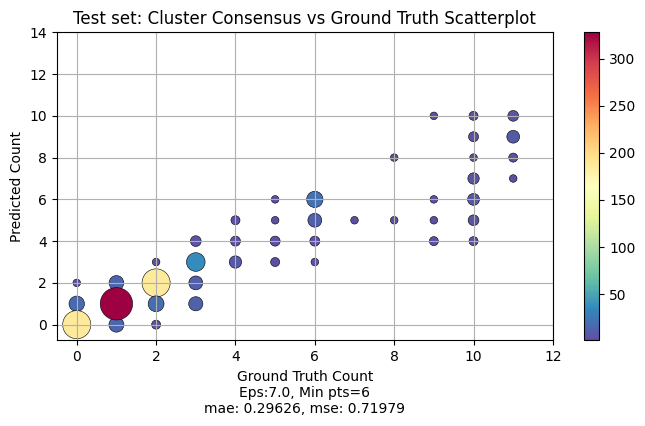 Test set: Cluster Consensus vs Ground Truth Scatterplot
14
12
10
8
6
4
2
0
Predicted Count
0 2 4 6 8 10 12
Ground Truth Count
Eps:7.0, Min pts=6
mae: 0.29626, mse: 0.71979
300
250
200
150
100
50